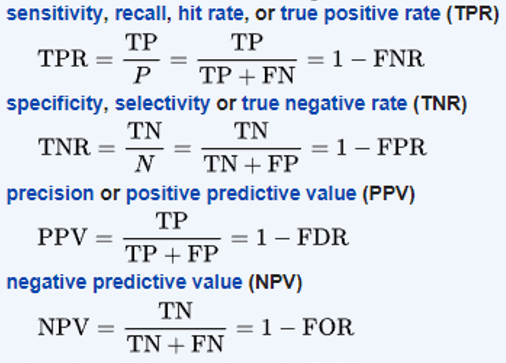 sensitivity, recall, hit rate, or true positive rate (TPR)
TPR = TP/P = TP/(TP + FN) = 1 − FNR
specificity, selectivity or true negative rate (TNR)
TNR = TN/N = TN/(TN + FP) = 1 − FPR
precision or positive predictive value (PPV)
PPV = TP/(TP + FP) = 1 − FDR
negative predictive value (NPV)
NPV = TN/(TN + FN) = 1 − FOR